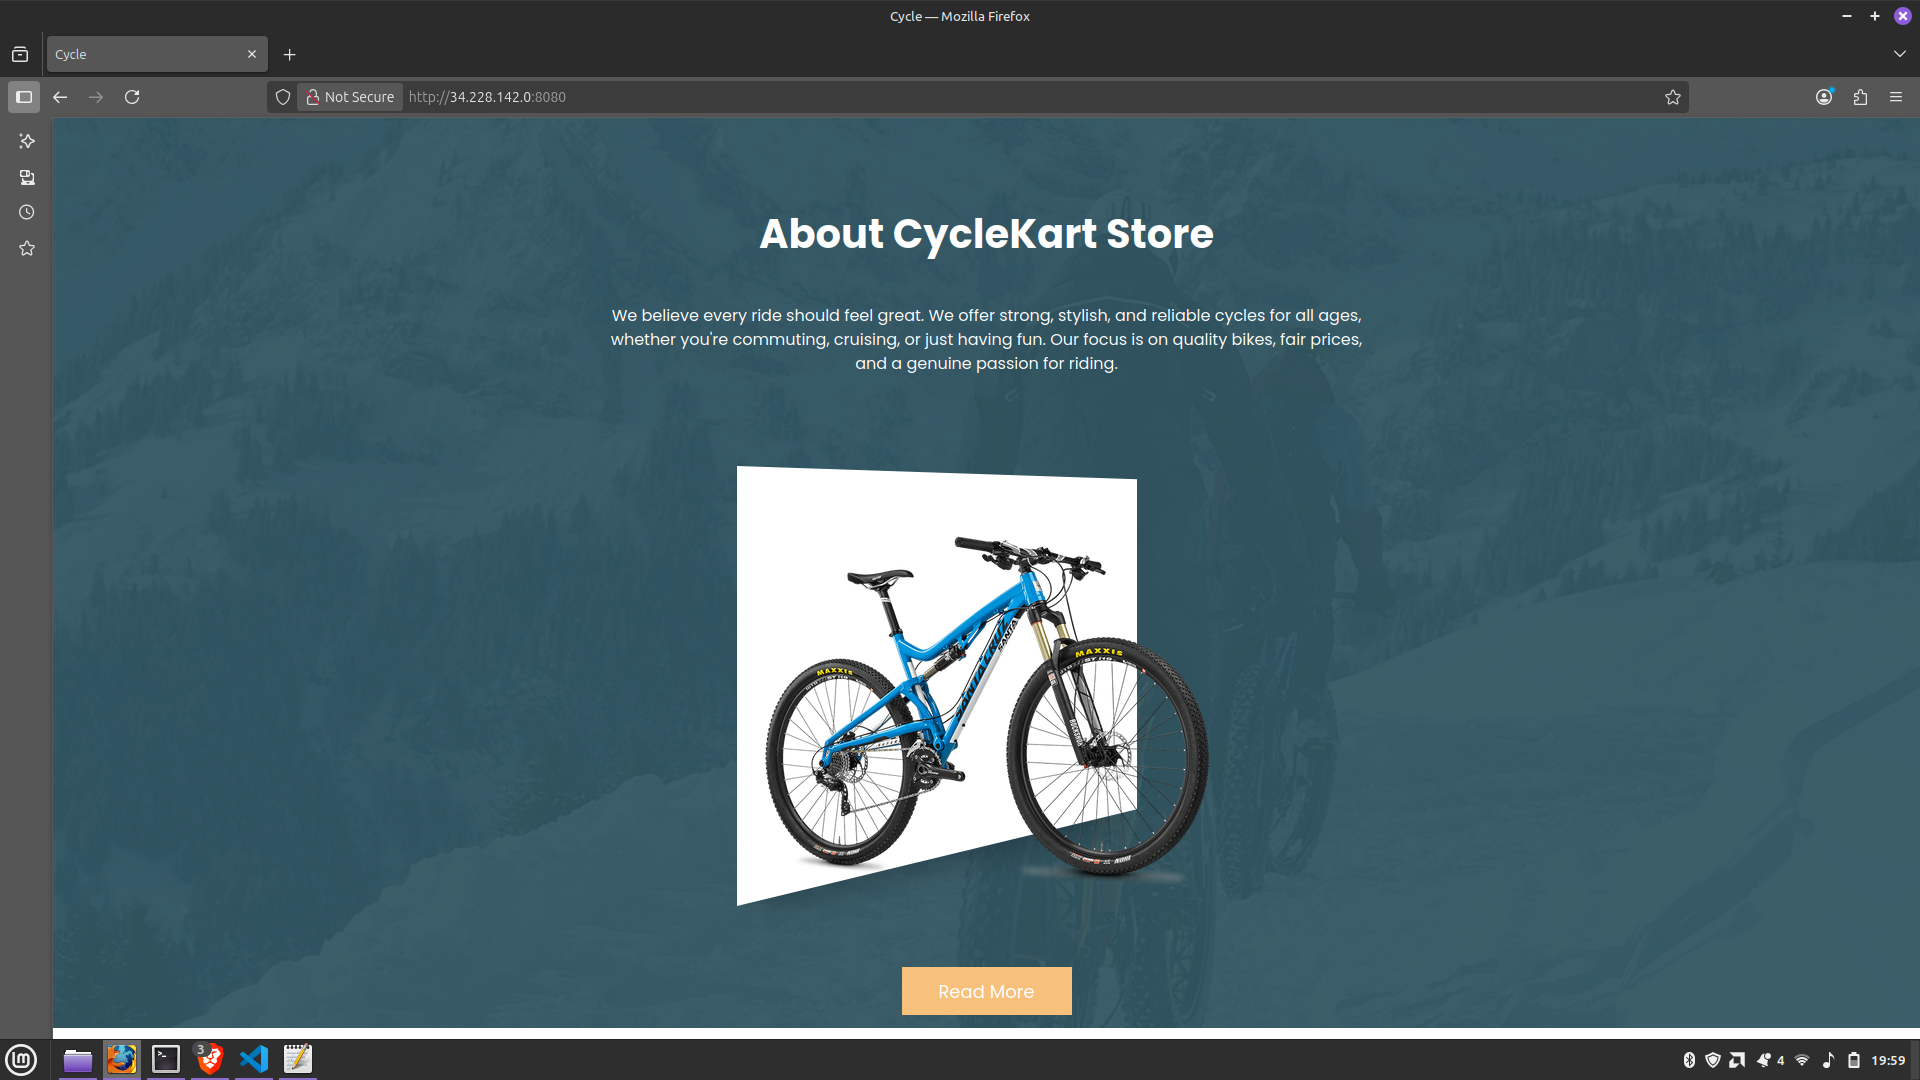 Cycle — Mozilla Firefox
Cycle
Not Secure
http://34.228.142.0:8080
About CycleKart Store
We believe every ride should feel great. We offer strong, stylish, and reliable cycles for all ages,
whether you're commuting, cruising, or just having fun. Our focus is on quality bikes, fair prices,
and a genuine passion for riding.
SANTA
SANTA CRUZ
MAXXIS
MAXXIS
Read More
3
4
19:59